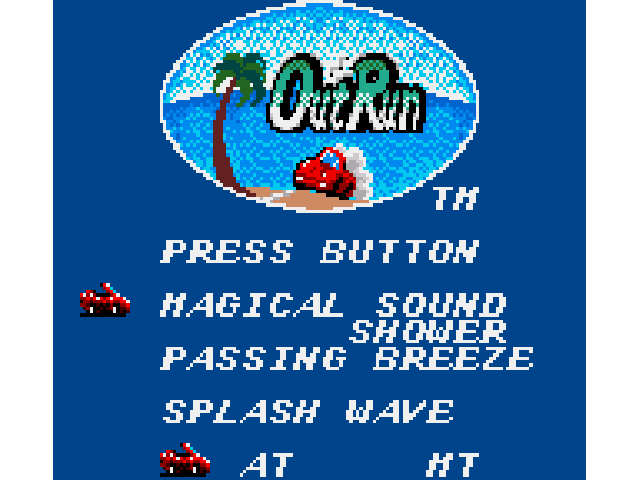 OutRun
TM
PRESS BUTTON
MAGICAL SOUND
SHOWER
PASSING BREEZE
SPLASH WAVE
AT MT